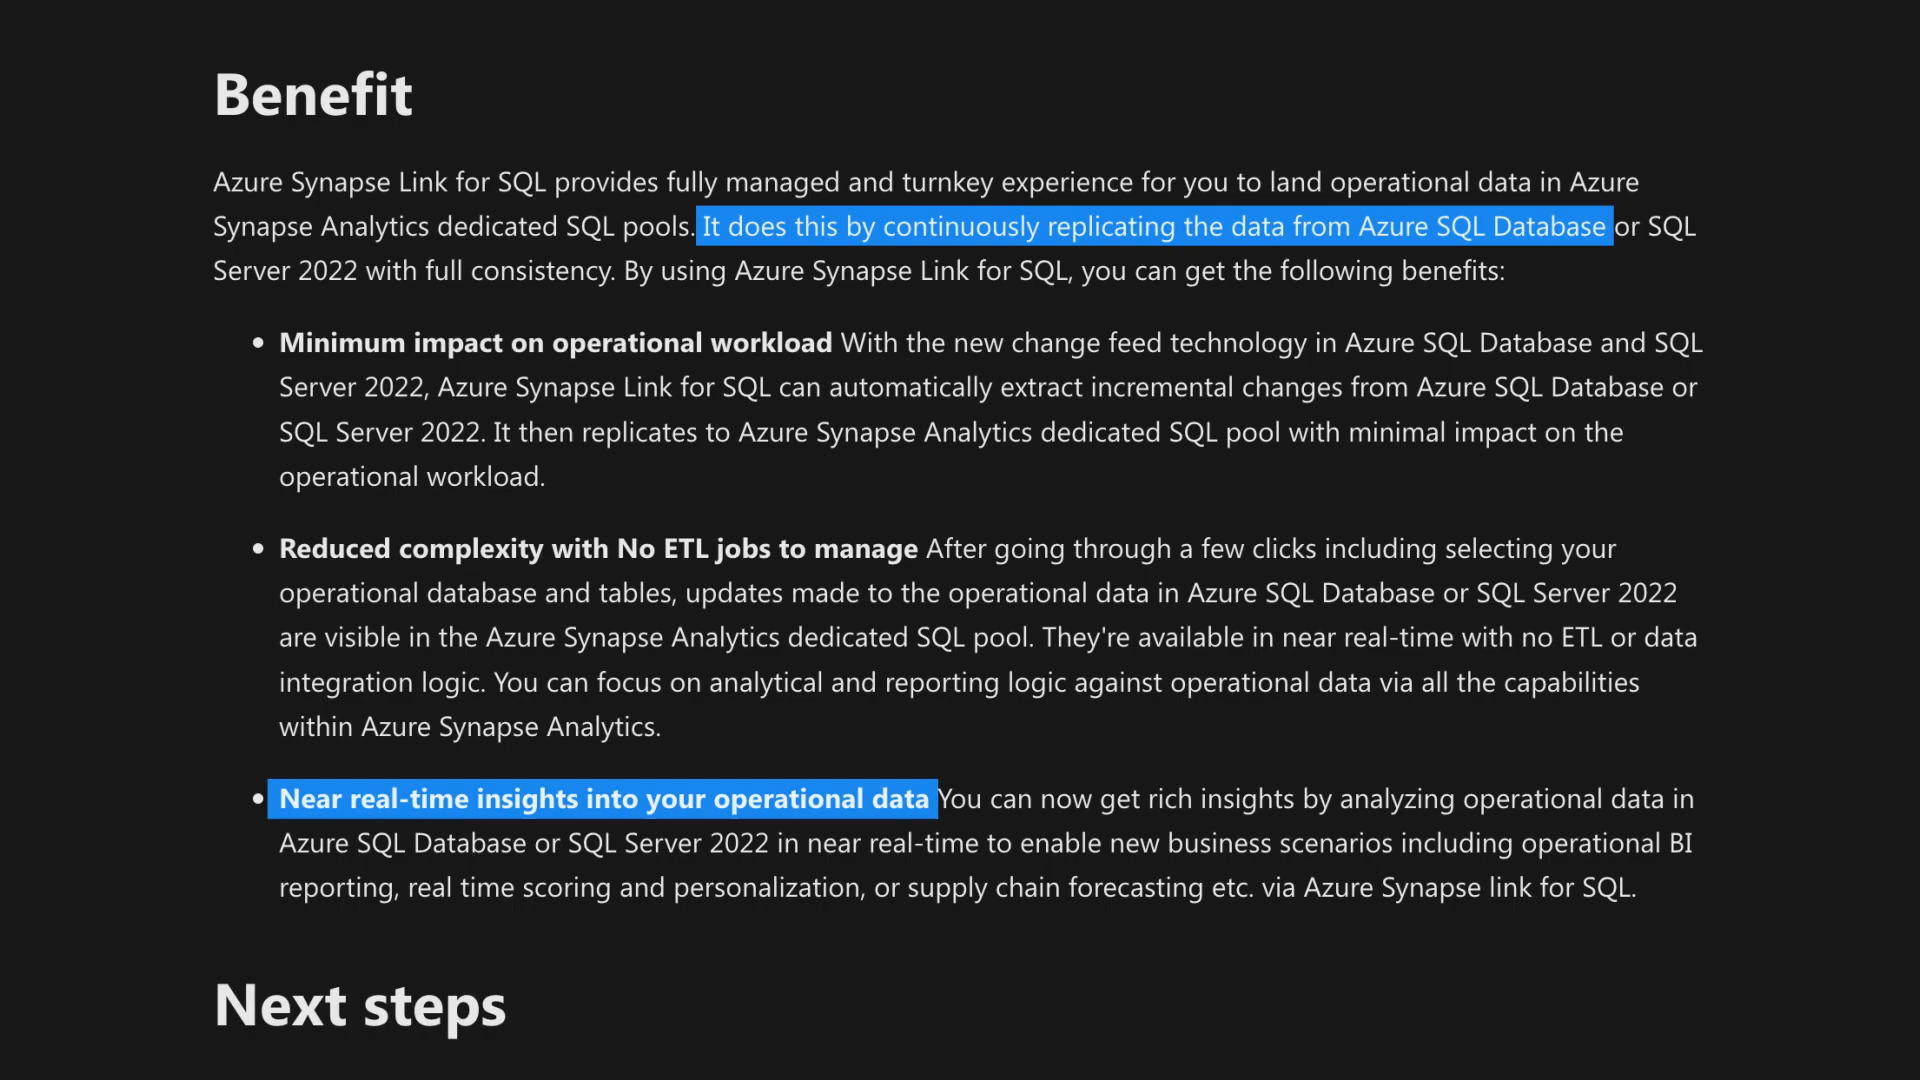 Benefit
Azure Synapse Link for SQL provides fully managed and turnkey experience for you to land operational data in Azure
Synapse Analytics dedicated SQL pools. It does this by continuously replicating the data from Azure SQL Database or SQL
Server 2022 with full consistency. By using Azure Synapse Link for SQL, you can get the following benefits:
• Minimum impact on operational workload With the new change feed technology in Azure SQL Database and SQL
Server 2022, Azure Synapse Link for SQL can automatically extract incremental changes from Azure SQL Database or
SQL Server 2022. It then replicates to Azure Synapse Analytics dedicated SQL pool with minimal impact on the
operational workload.
• Reduced complexity with No ETL jobs to manage After going through a few clicks including selecting your
operational database and tables, updates made to the operational data in Azure SQL Database or SQL Server 2022
are visible in the Azure Synapse Analytics dedicated SQL pool. They're available in near real-time with no ETL or data
integration logic. You can focus on analytical and reporting logic against operational data via all the capabilities
within Azure Synapse Analytics.
• Near real-time insights into your operational data You can now get rich insights by analyzing operational data in
Azure SQL Database or SQL Server 2022 in near real-time to enable new business scenarios including operational BI
reporting, real time scoring and personalization, or supply chain forecasting etc. via Azure Synapse link for SQL.
Next steps